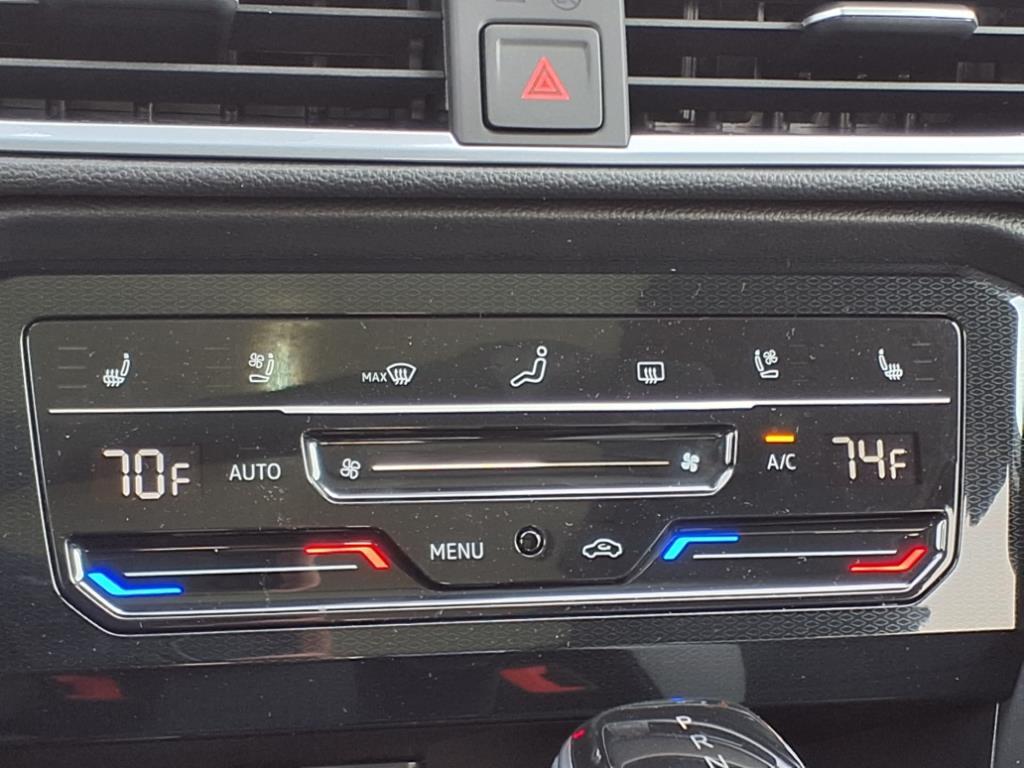 MAX
70F AUTO A/C 74F
MENU
P
R
N